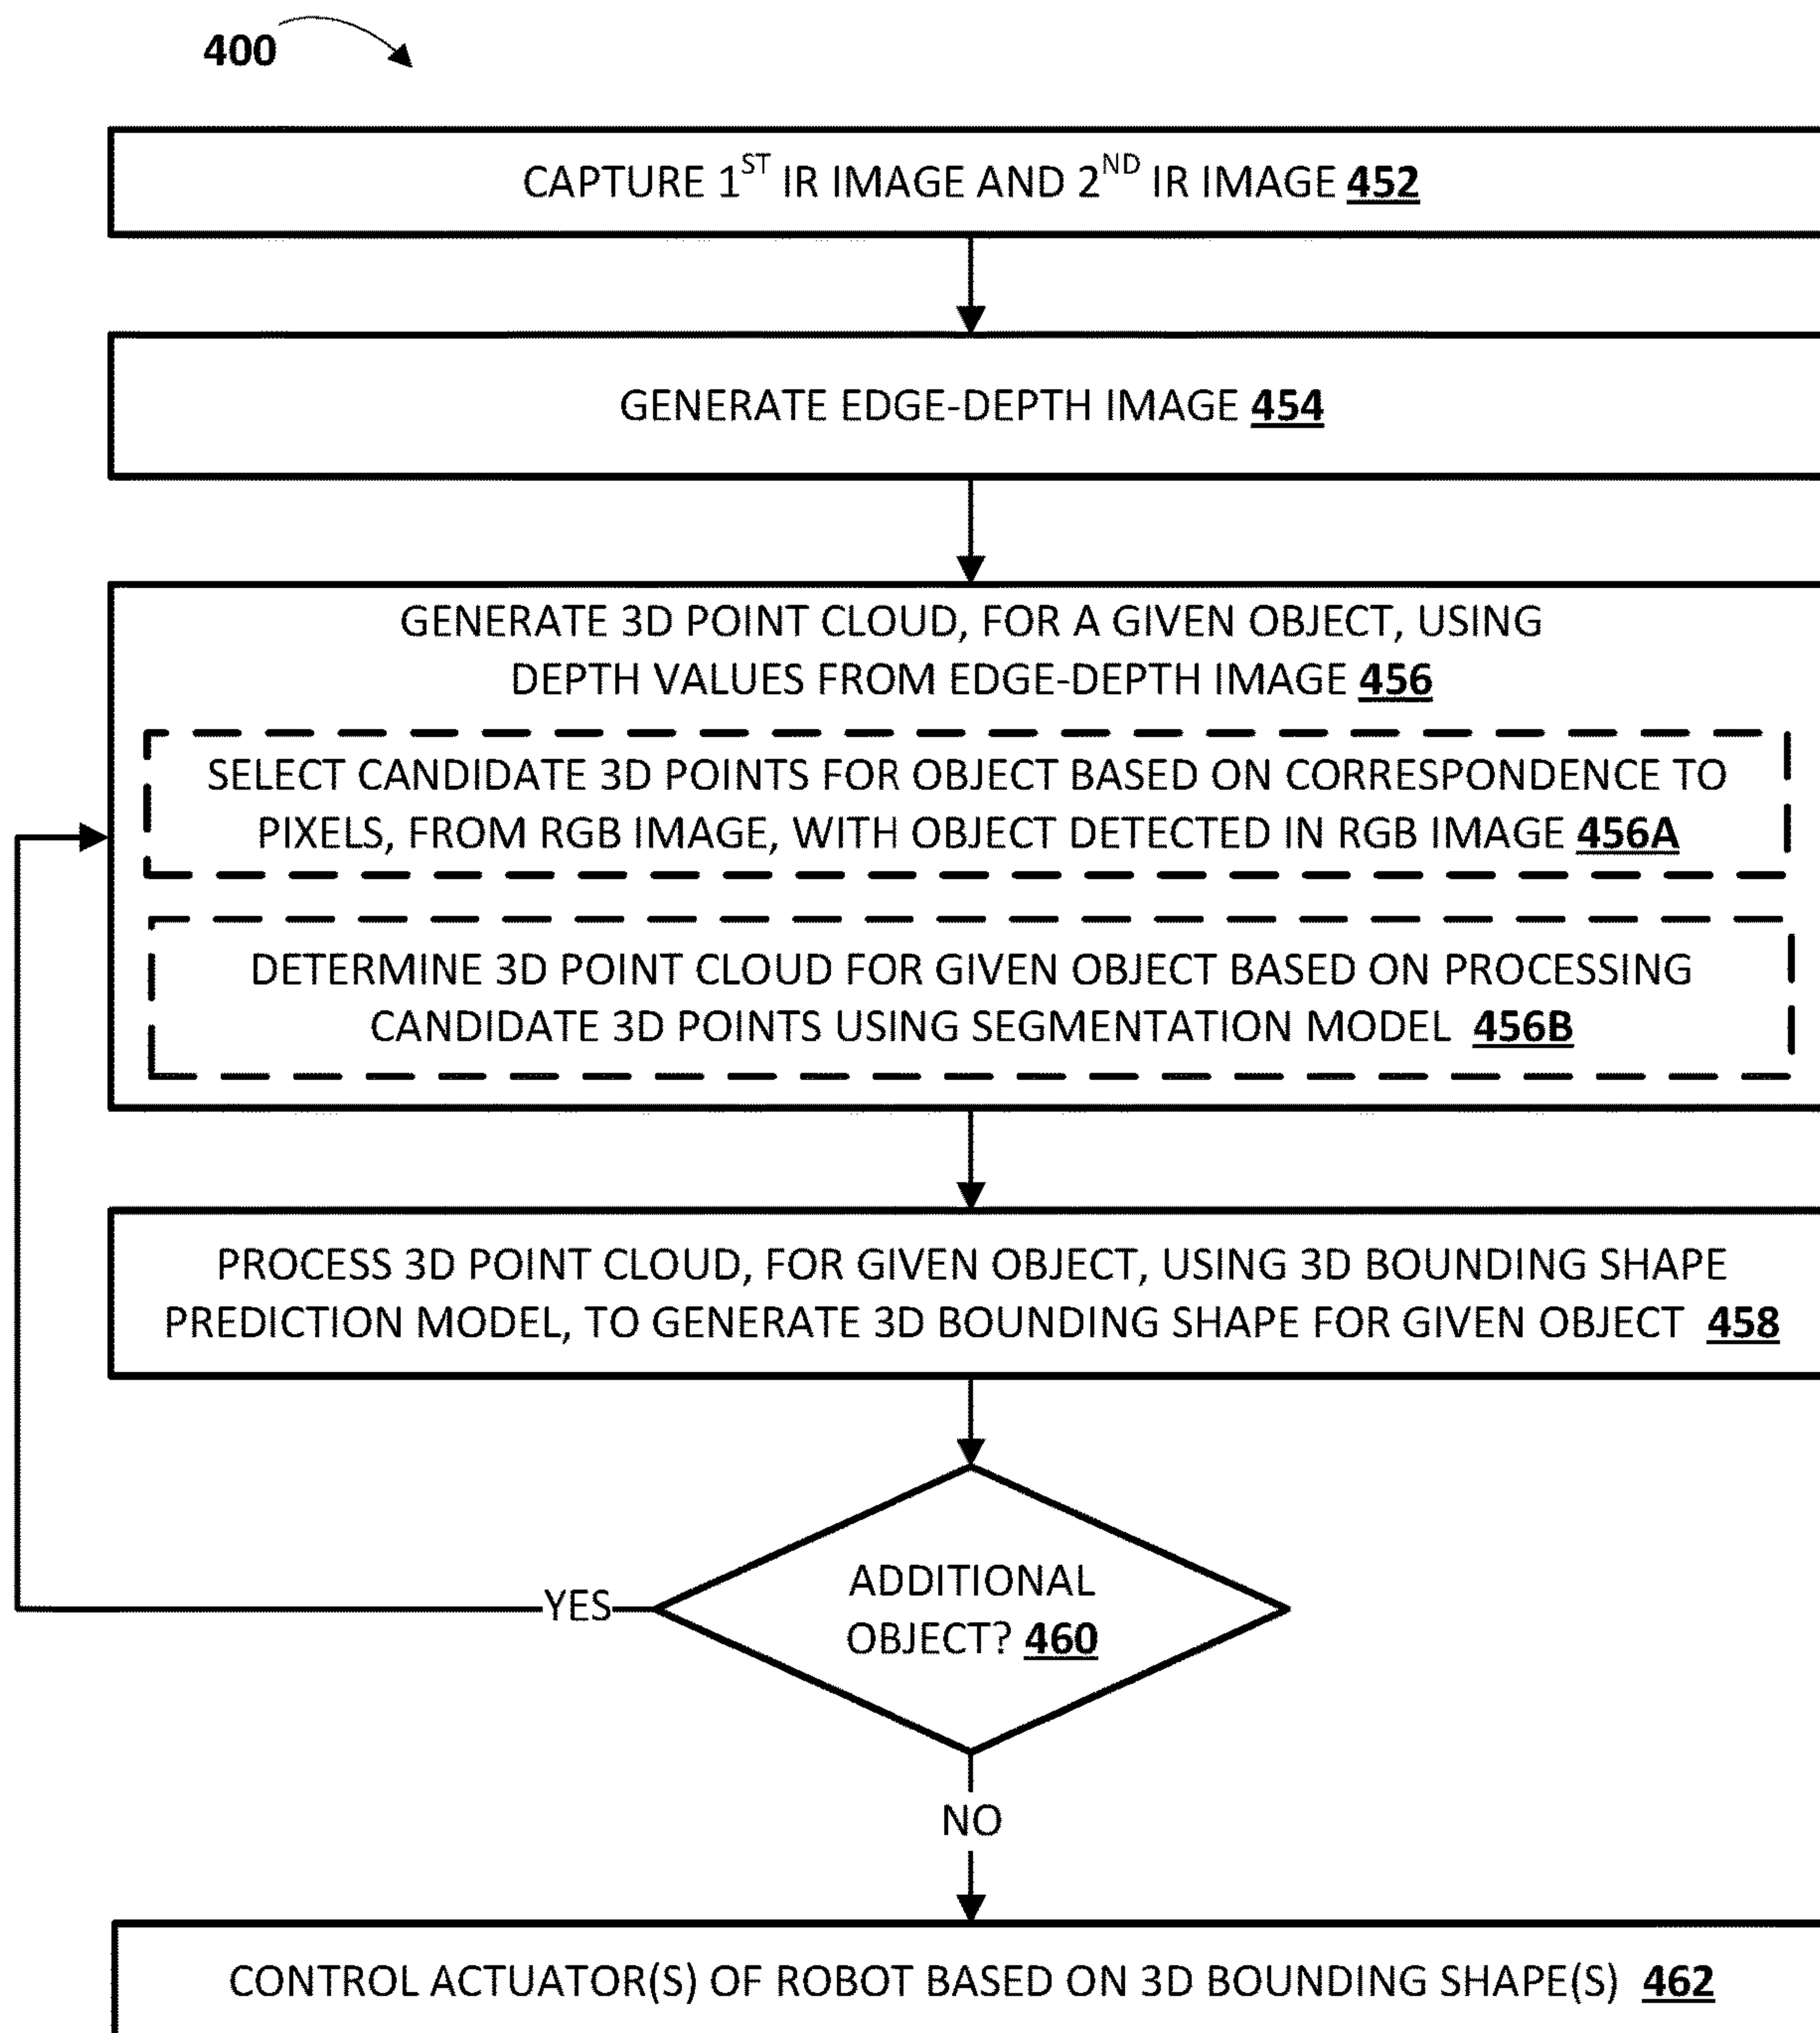 400
CAPTURE 1ST IR IMAGE AND 2ND IR IMAGE 452
GENERATE EDGE-DEPTH IMAGE 454
GENERATE 3D POINT CLOUD, FOR A GIVEN OBJECT, USING
DEPTH VALUES FROM EDGE-DEPTH IMAGE 456
SELECT CANDIDATE 3D POINTS FOR OBJECT BASED ON CORRESPONDENCE TO
PIXELS, FROM RGB IMAGE, WITH OBJECT DETECTED IN RGB IMAGE 456A
DETERMINE 3D POINT CLOUD FOR GIVEN OBJECT BASED ON PROCESSING
CANDIDATE 3D POINTS USING SEGMENTATION MODEL 456B
PROCESS 3D POINT CLOUD, FOR GIVEN OBJECT, USING 3D BOUNDING SHAPE
PREDICTION MODEL, TO GENERATE 3D BOUNDING SHAPE FOR GIVEN OBJECT 458
ADDITIONAL
OBJECT? 460
YES
NO
CONTROL ACTUATOR(S) OF ROBOT BASED ON 3D BOUNDING SHAPE(S) 462